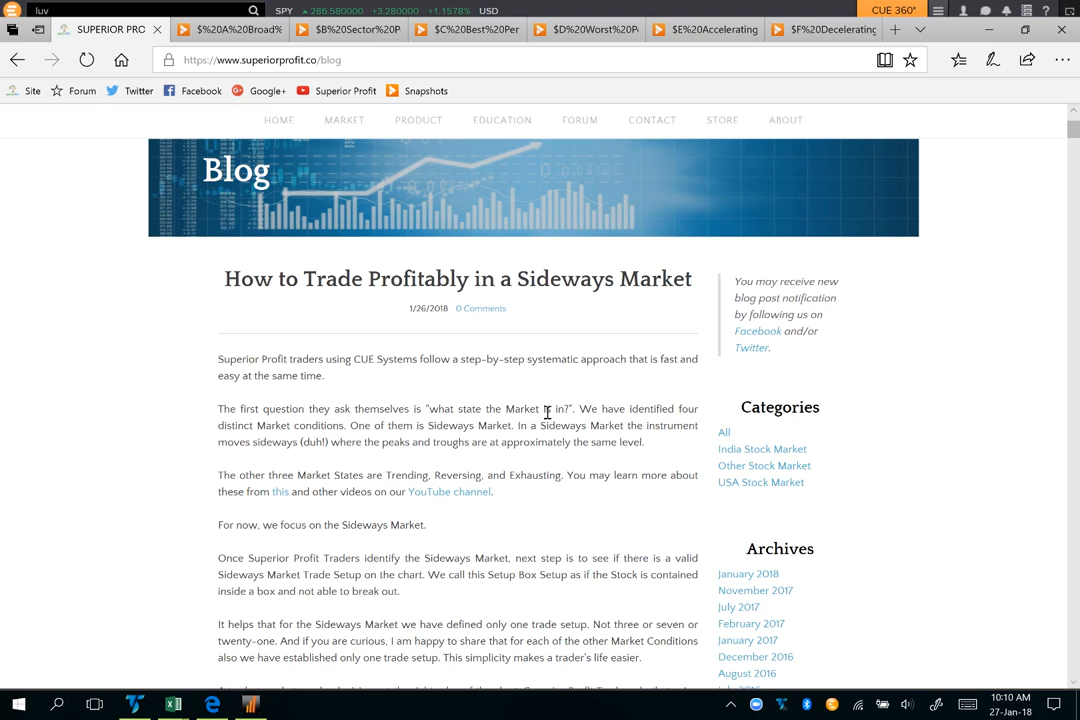 luv
SPY 286.580000 +3.280000 +1.1578% USD
CUE 360°
SUPERIOR PRO
$%20A%20Broad%
$B%20Sector%20P
$C%20Best%20Per
$D%20Worst%20P
$E%20Accelerating
$F%20Decelerating
https://www.superiorprofit.co/blog
Site Forum Twitter Facebook Google+ Superior Profit Snapshots
HOME MARKET PRODUCT EDUCATION FORUM CONTACT STORE ABOUT
Blog
How to Trade Profitably in a Sideways Market
1/26/2018 0 Comments
Superior Profit traders using CUE Systems follow a step-by-step systematic approach that is fast and
easy at the same time.
The first question they ask themselves is "what state the Market is in?". We have identified four
distinct Market conditions. One of them is Sideways Market. In a Sideways Market the instrument
moves sideways (duh!) where the peaks and troughs are at approximately the same level.
The other three Market States are Trending, Reversing, and Exhausting. You may learn more about
these from this and other videos on our YouTube channel.
For now, we focus on the Sideways Market.
Once Superior Profit Traders identify the Sideways Market, next step is to see if there is a valid
Sideways Market Trade Setup on the chart. We call this Setup Box Setup as if the Stock is contained
inside a box and not able to break out.
It helps that for the Sideways Market we have defined only one trade setup. Not three or seven or
twenty-one. And if you are curious, I am happy to share that for each of the other Market Conditions
also we have established only one trade setup. This simplicity makes a trader's life easier.
You may receive new
blog post notification
by following us on
Facebook and/or
Twitter.
Categories
All
India Stock Market
Other Stock Market
USA Stock Market
Archives
January 2018
November 2017
July 2017
February 2017
January 2017
December 2016
August 2016
10:10 AM
27-Jan-18